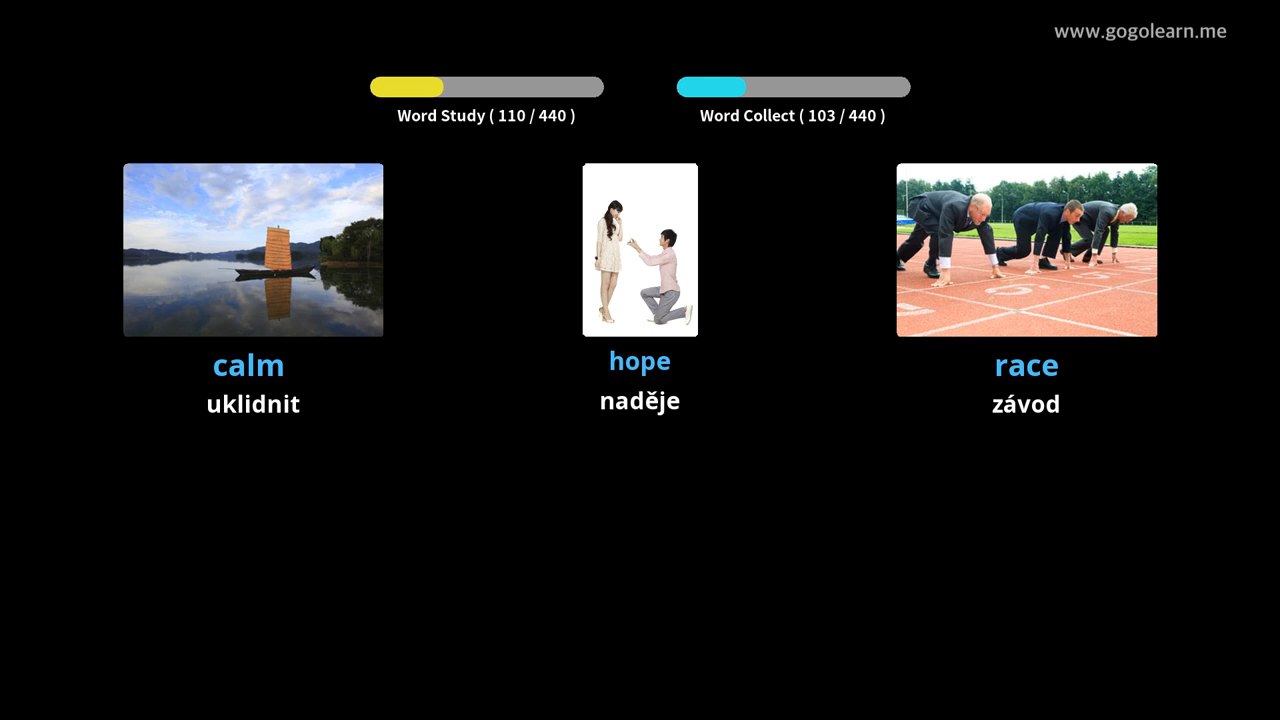 www.gogolearn.me
Word Study ( 110 / 440 )
Word Collect ( 103 / 440 )
calm
hope
race
uklidnit
naděje
závod